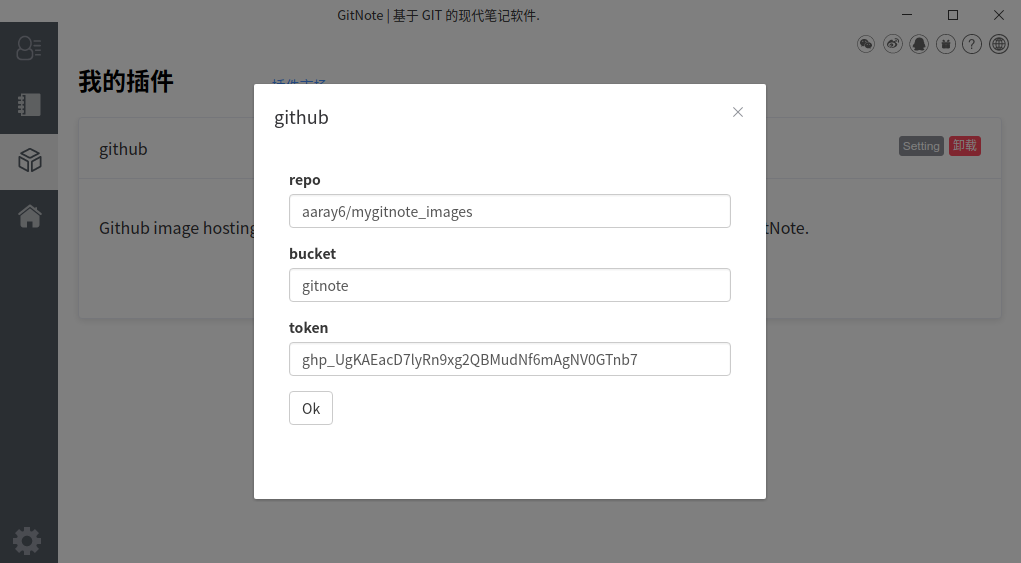 GitNote | 基于 GIT 的现代笔记软件.
我的插件
github
Setting 卸载
Github image hosting
tNote.
github
repo
aaray6/mygitnote_images
bucket
gitnote
token
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
Ok